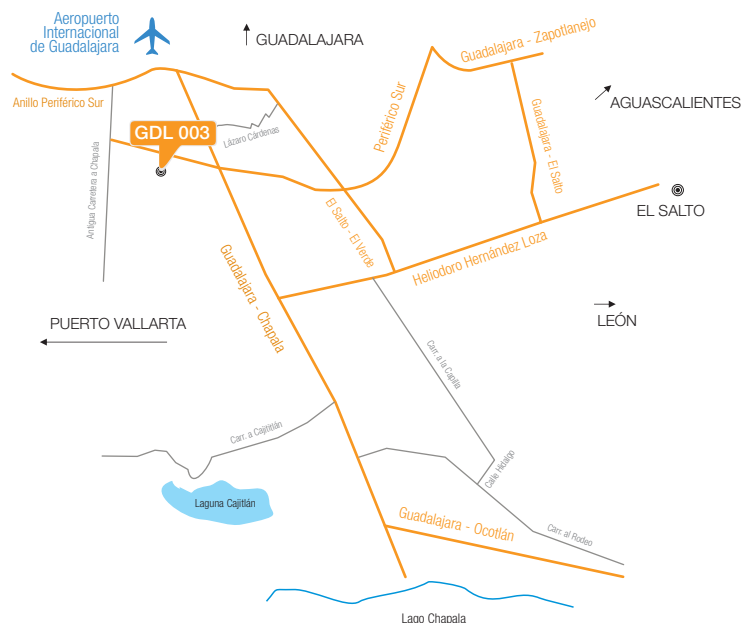 Aeropuerto
Internacional
de Guadalajara
GUADALAJARA
Guadalajara - Zapotlanejo
Anillo Periférico Sur
AGUASCALIENTES
Periférico Sur
Guadalajara - El Salto
GDL 003
Lázaro Cárdenas
Antigua Carretera a Chapala
EL SALTO
El Salto - El Verde
Heliodoro Hernández Loza
Guadalajara - Chapala
PUERTO VALLARTA
LEÓN
Carr. a la Capilla
Carr. a Cajititlán
Calle Hidalgo
Laguna Cajitlán
Guadalajara - Ocotlán
Carr. al Rodeo
Lago Chapala